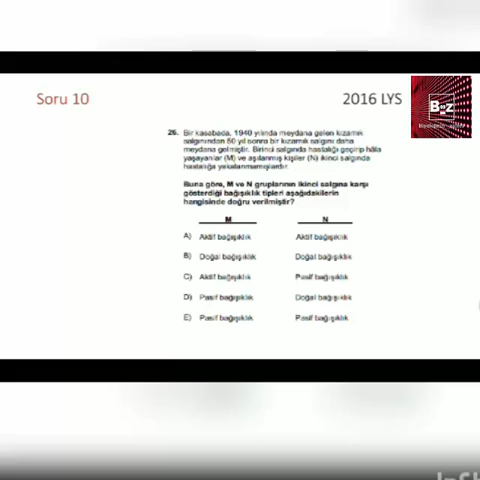 Soru 10
2016 LYS
26. Bir kasabada, 1940 yılında meydana gelen kızamık
salgınından 50 yıl sonra bir kızamık salgını daha
meydana gelmiştir. Birinci salgında hastalığı geçirip hâla
yaşayanlar (M) ve aşılanmış kişiler (N) ikinci salgında
hastalığa yakalanmamışlardır.
Buna göre, M ve N gruplarının ikinci salgına karşı
gösterdiği bağışıklık tipleri aşağıdakilerin
hangisinde doğru verilmiştir?
M N
A) Aktif bağışıklık Aktif bağışıklık
B) Doğal bağışıklık Doğal bağışıklık
C) Aktif bağışıklık Pasif bağışıklık
D) Pasif bağışıklık Doğal bağışıklık
E) Pasif bağışıklık Pasif bağışıklık